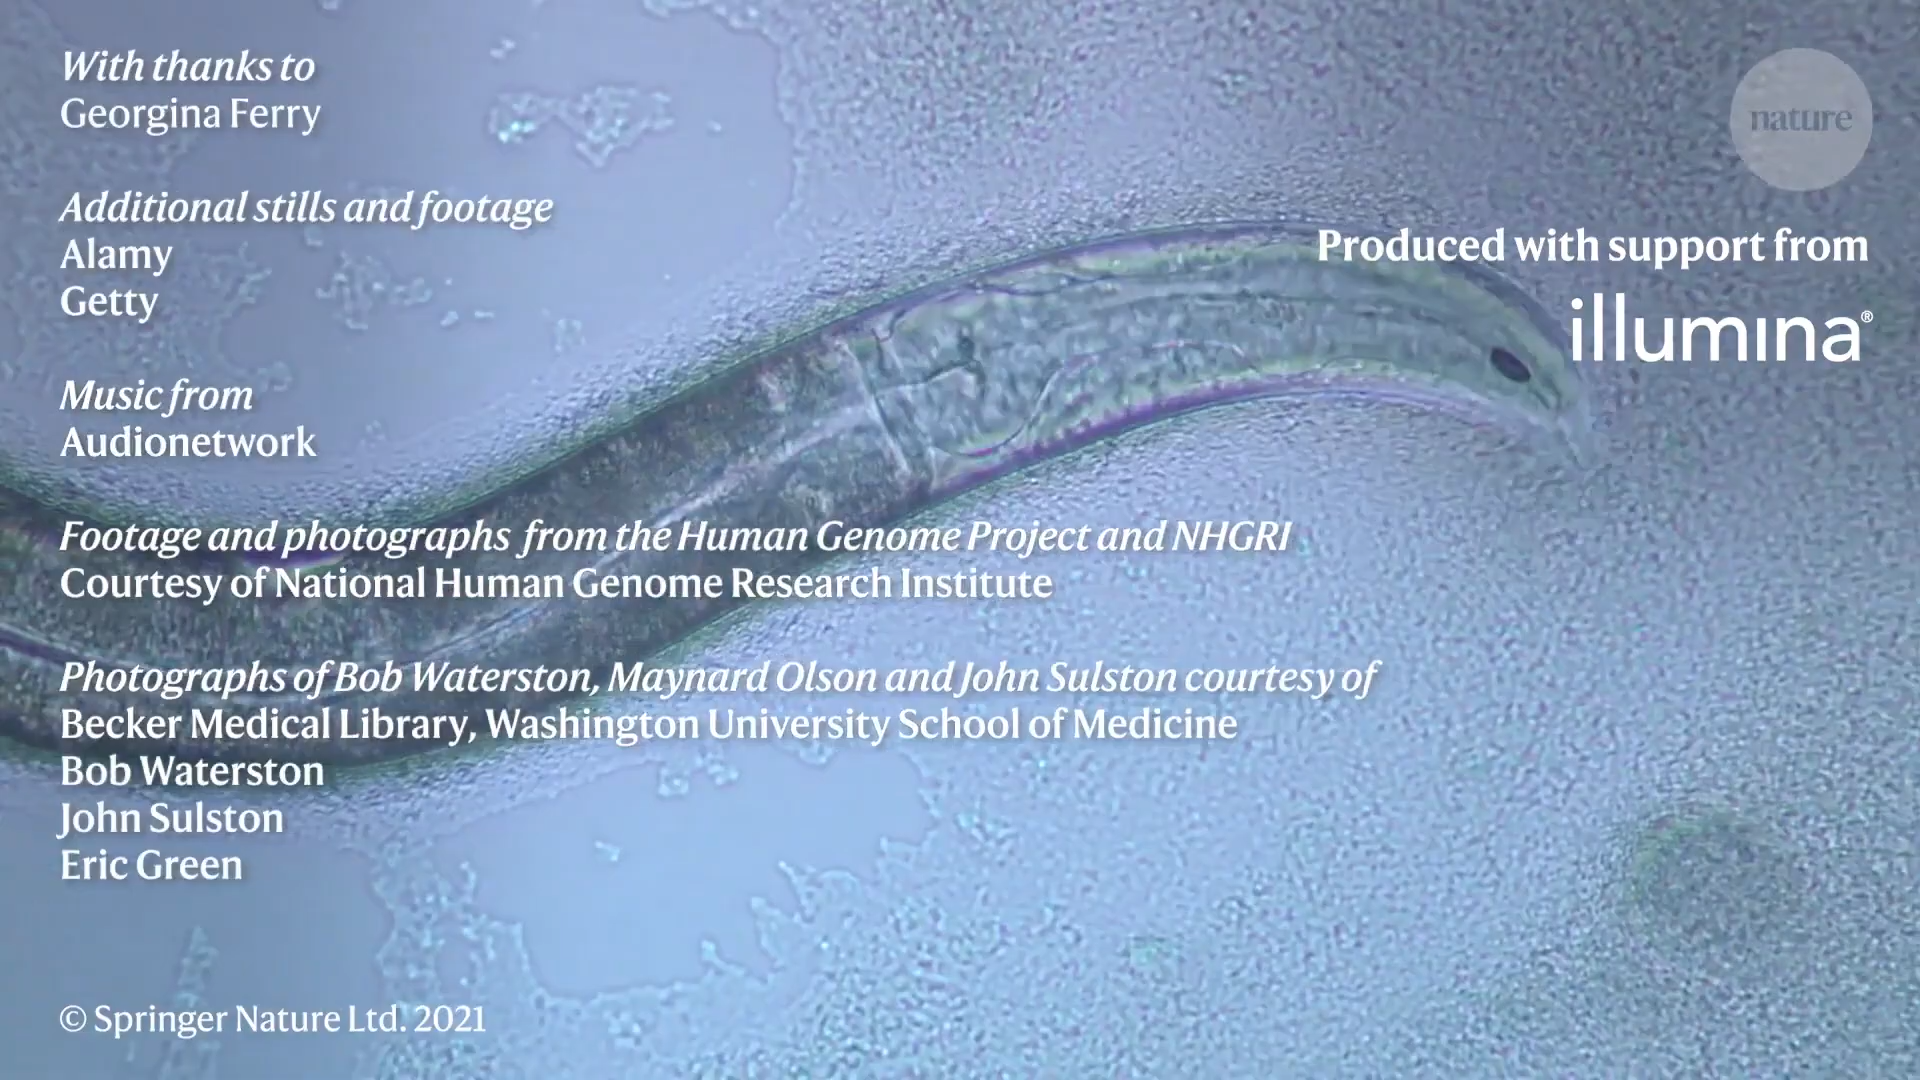 With thanks to
Georgina Ferry
Additional stills and footage
Alamy
Getty
Music from
Audionetwork
Footage and photographs from the Human Genome Project and NHGRI
Courtesy of National Human Genome Research Institute
Photographs of Bob Waterston, Maynard Olson and John Sulston courtesy of
Becker Medical Library, Washington University School of Medicine
Bob Waterston
John Sulston
Eric Green
© Springer Nature Ltd. 2021
nature
Produced with support from
illumina®